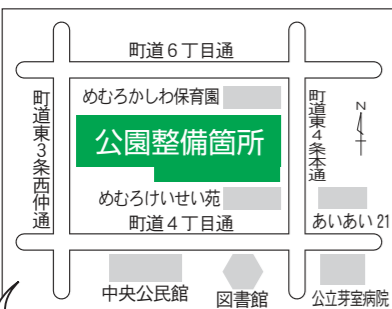 町道６丁目通
めむろかしわ保育園
町道東３条西仲通
町道東４条本通
N
公園整備箇所
めむろけいせい苑
町道４丁目通
あいあい21
中央公民館
図書館
公立芽室病院